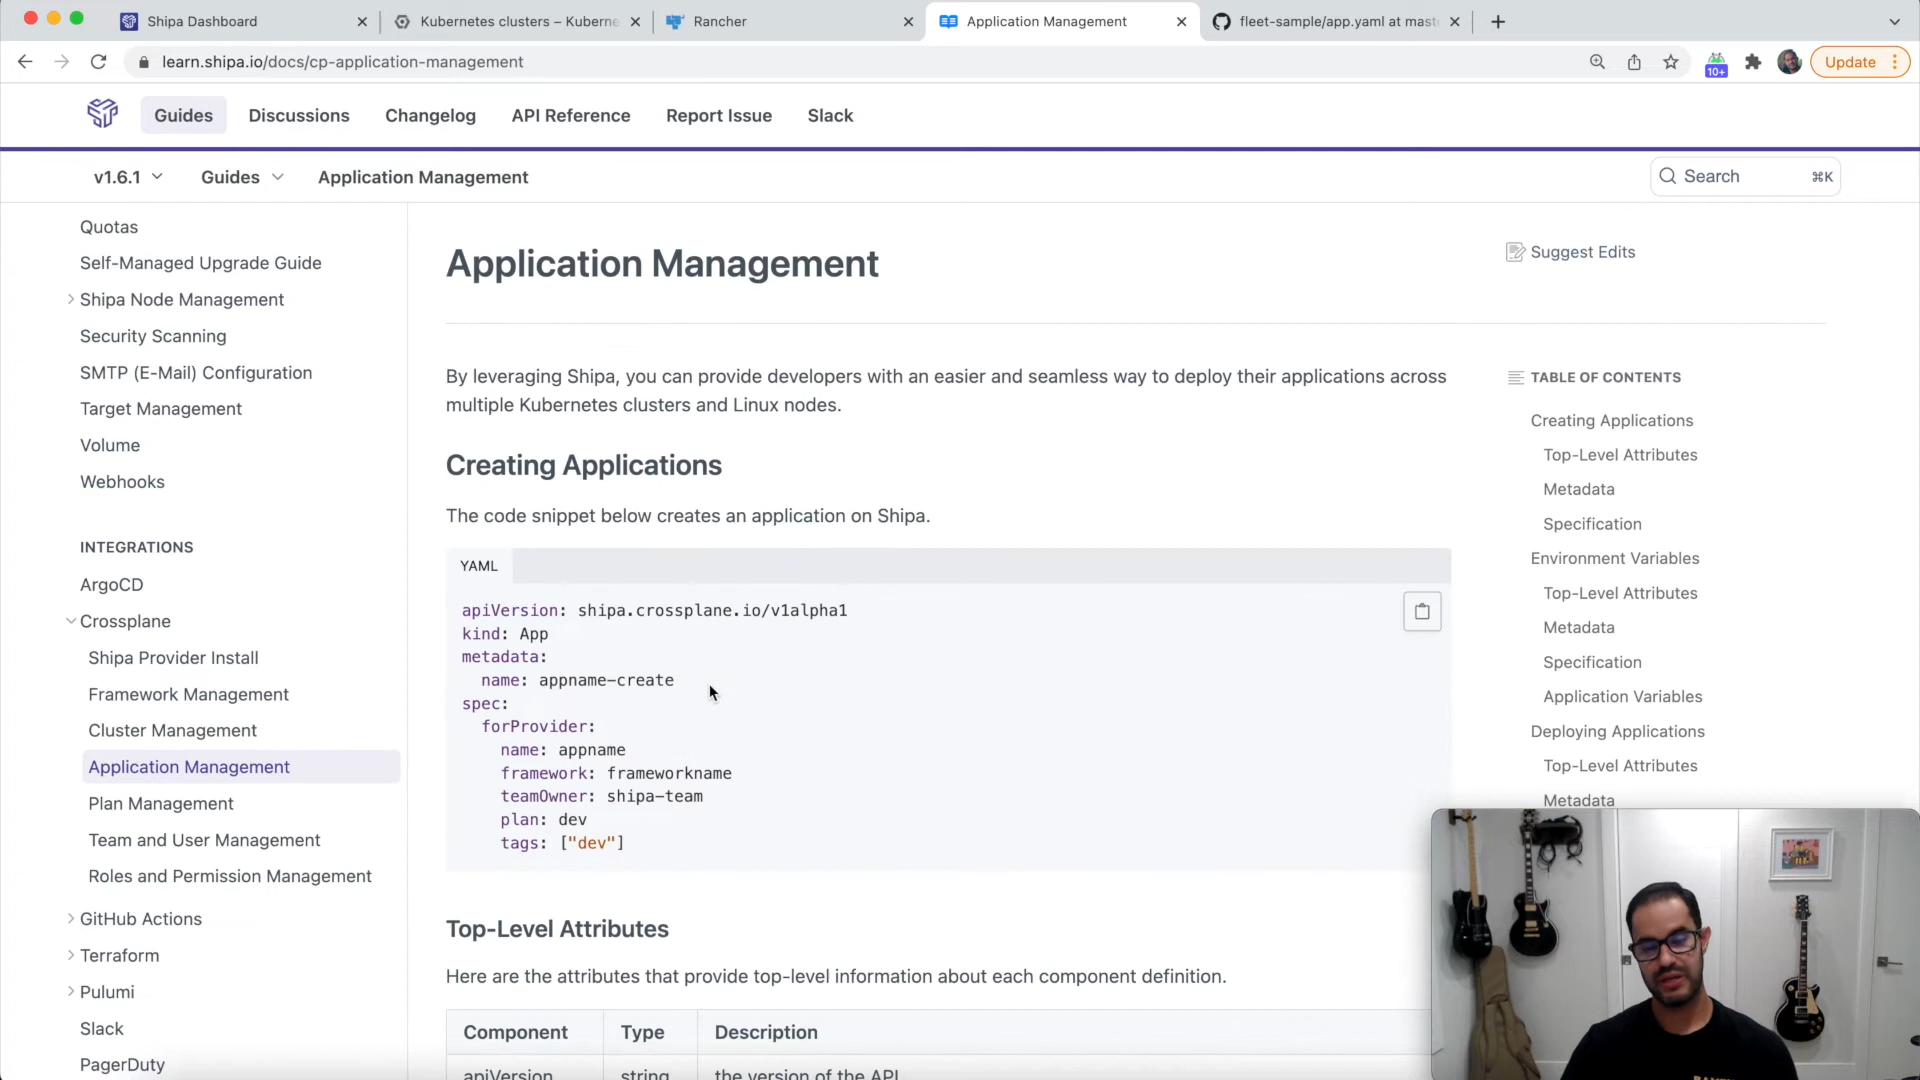 Shipa Dashboard
Kubernetes clusters – Kuberne
Rancher
Application Management
fleet-sample/app.yaml at mast
learn.shipa.io/docs/cp-application-management
10+
Update
Guides
Discussions
Changelog
API Reference
Report Issue
Slack
v1.6.1
Guides
Application Management
Search
⌘K
Quotas
Self-Managed Upgrade Guide
Shipa Node Management
Security Scanning
SMTP (E-Mail) Configuration
Target Management
Volume
Webhooks
INTEGRATIONS
ArgoCD
Crossplane
Shipa Provider Install
Framework Management
Cluster Management
Application Management
Plan Management
Team and User Management
Roles and Permission Management
GitHub Actions
Terraform
Pulumi
Slack
PagerDuty
Application Management
By leveraging Shipa, you can provide developers with an easier and seamless way to deploy their applications across
multiple Kubernetes clusters and Linux nodes.
Creating Applications
The code snippet below creates an application on Shipa.
YAML
apiVersion: shipa.crossplane.io/v1alpha1
kind: App
metadata:
  name: appname-create
spec:
  forProvider:
    name: appname
    framework: frameworkname
    teamOwner: shipa-team
    plan: dev
    tags: ["dev"]
Top-Level Attributes
Here are the attributes that provide top-level information about each component definition.
Component Type Description
apiVersion string the version of the API
Suggest Edits
TABLE OF CONTENTS
Creating Applications
Top-Level Attributes
Metadata
Specification
Environment Variables
Top-Level Attributes
Metadata
Specification
Application Variables
Deploying Applications
Top-Level Attributes
Metadata